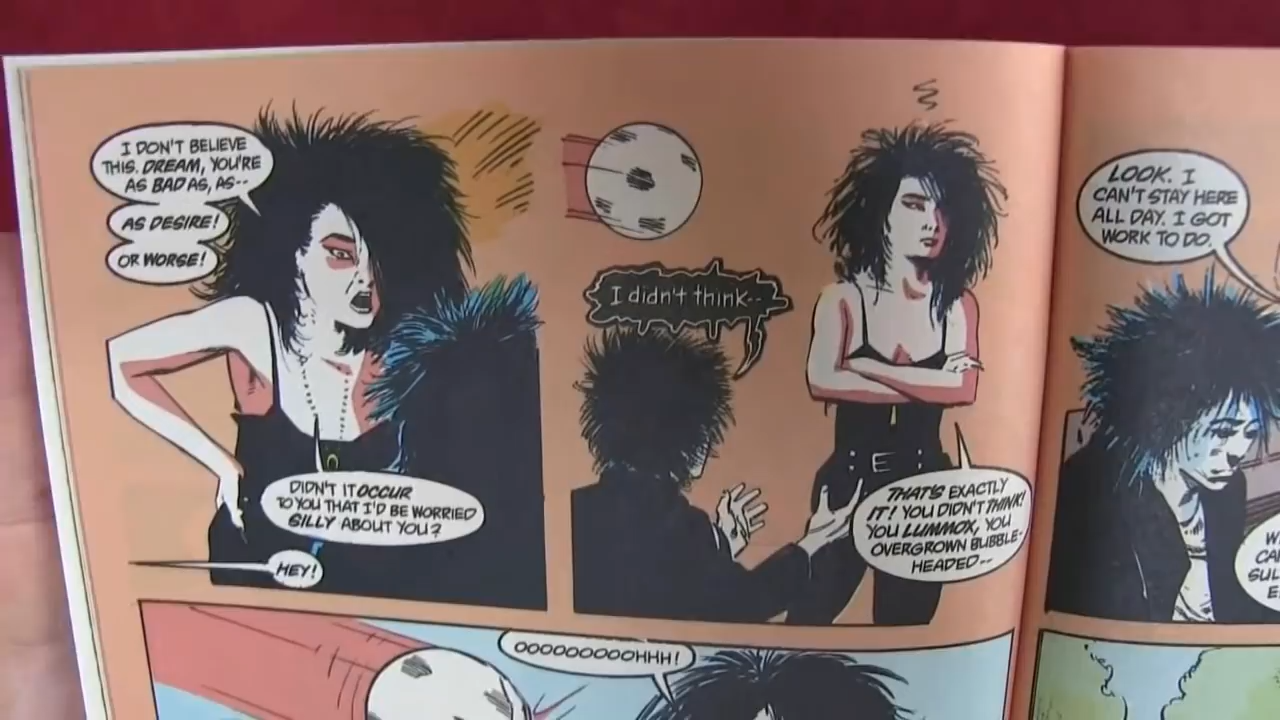 I DON'T BELIEVE
THIS. DREAM, YOU'RE
AS BAD AS, AS--
AS DESIRE!
OR WORSE!
DIDN'T IT OCCUR
TO YOU THAT I'D BE WORRIED
SILLY ABOUT YOU?
HEY!
I didn't think--
THAT'S EXACTLY
IT! YOU DIDN'T THINK!
YOU LUMMOX, YOU
OVERGROWN BUBBLE-
HEADED--
OOOOOOOOOHHH!
LOOK. I
CAN'T STAY HERE
ALL DAY. I GOT
WORK TO DO.